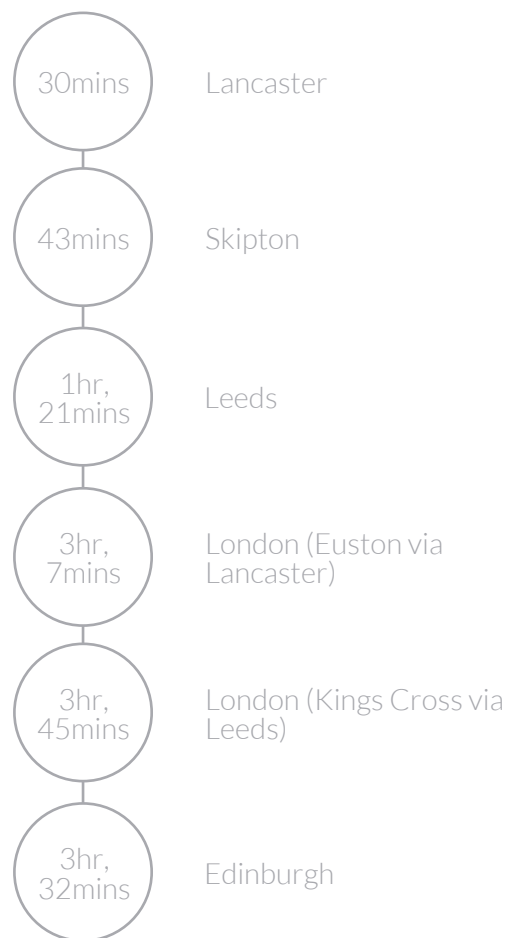 30mins
Lancaster
43mins
Skipton
1hr,
21mins
Leeds
3hr,
7mins
London (Euston via
Lancaster)
3hr,
45mins
London (Kings Cross via
Leeds)
3hr,
32mins
Edinburgh